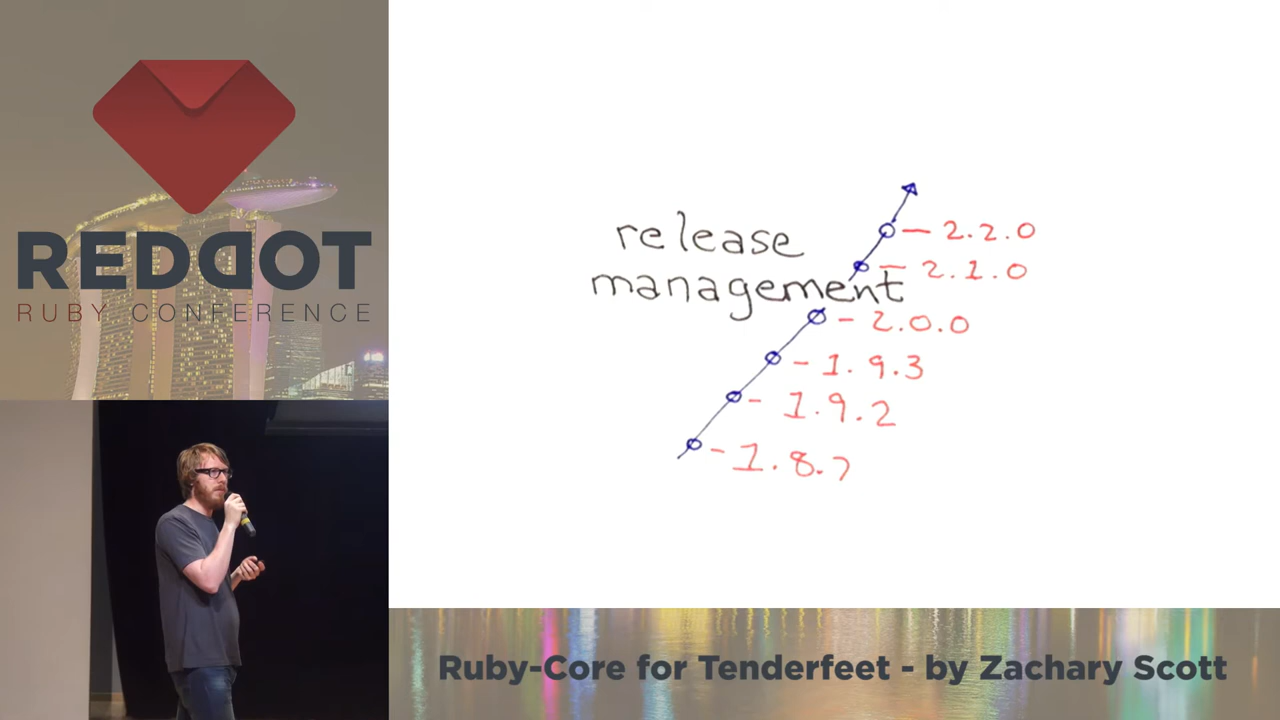 REDDOT
RUBY CONFERENCE
release
management
2.2.0
2.1.0
2.0.0
1.9.3
1.9.2
1.8.7
Ruby-Core for Tenderfeet - by Zachary Scott